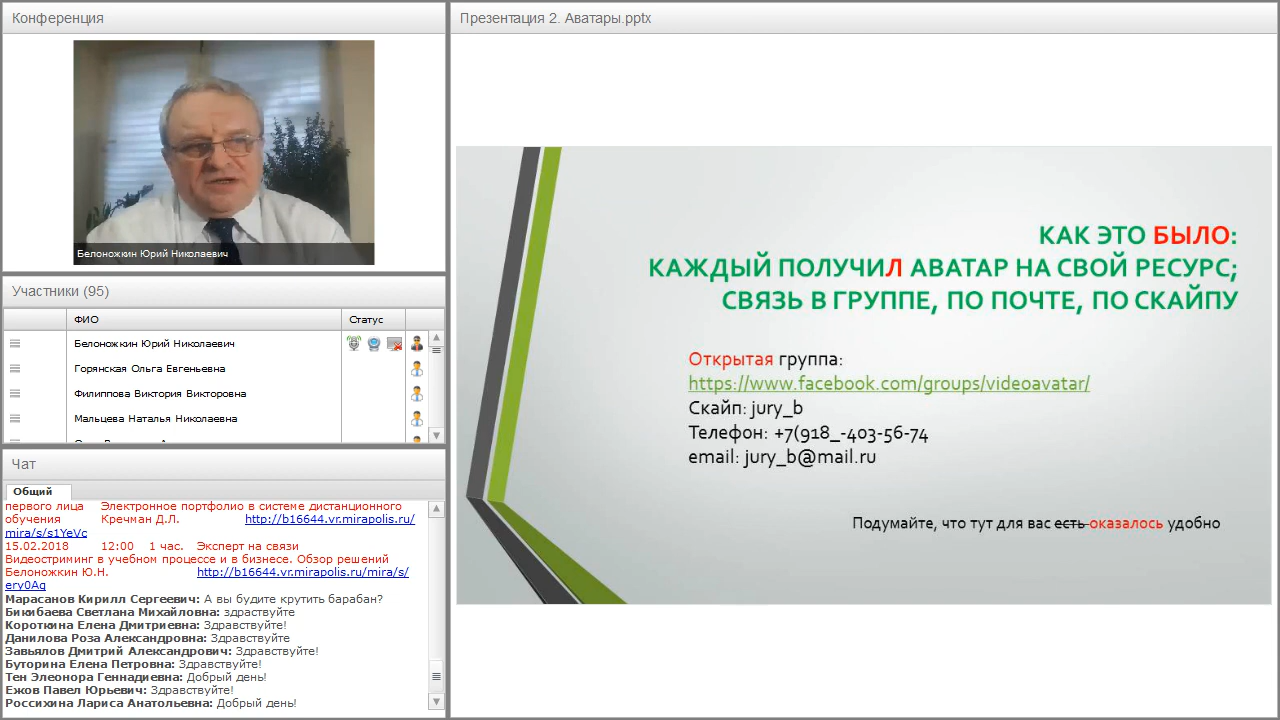 Конференция
Белоножкин Юрий Николаевич
Участники (95)
ФИО Статус
Белоножкин Юрий Николаевич
Горянская Ольга Евгеньевна
Филиппова Виктория Викторовна
Мальцева Наталья Николаевна
Чат
Общий
первого лица Электронное портфолио в системе дистанционного
обучения Кречман Д.Л. http://b16644.vr.mirapolis.ru/
mira/s/s1YeVc
15.02.2018 12:00 1 час. Эксперт на связи
Видеостриминг в учебном процессе и в бизнесе. Обзор решений
Белоножкин Ю.Н. http://b16644.vr.mirapolis.ru/mira/s/
erv0Aq
Марасанов Кирилл Сергеевич: А вы будите крутить барабан?
Бикибаева Светлана Михайловна: здраствуйте
Короткина Елена Дмитриевна: Здравствуйте!
Данилова Роза Александровна: Здравствуйте
Завьялов Дмитрий Александрович: Здравствуйте!
Буторина Елена Петровна: Здравствуйте!
Тен Элеонора Геннадиевна: Добрый день!
Ежов Павел Юрьевич: Здравствуйте!
Россихина Лариса Анатольевна: Добрый день!
Презентация 2. Аватары.pptx
КАК ЭТО БЫЛО:
КАЖДЫЙ ПОЛУЧИЛ АВАТАР НА СВОЙ РЕСУРС;
СВЯЗЬ В ГРУППЕ, ПО ПОЧТЕ, ПО СКАЙПУ
Открытая группа:
https://www.facebook.com/groups/videoavatar/
Скайп: jury_b
Телефон: +7(918_-403-56-74
email: jury_b@mail.ru
Подумайте, что тут для вас есть оказалось удобно